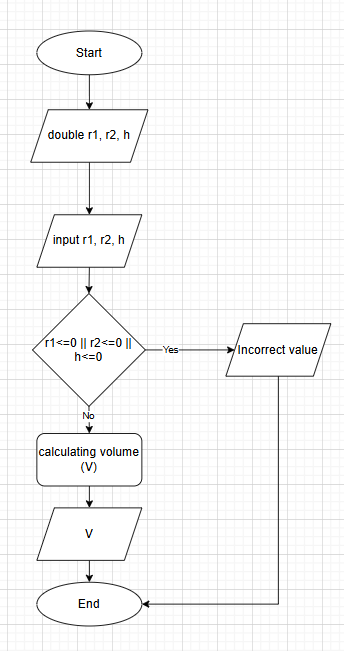 Start
double r1, r2, h
input r1, r2, h
r1<=0 || r2<=0 ||
h<=0
Yes
Incorrect value
No
calculating volume
(V)
V
End